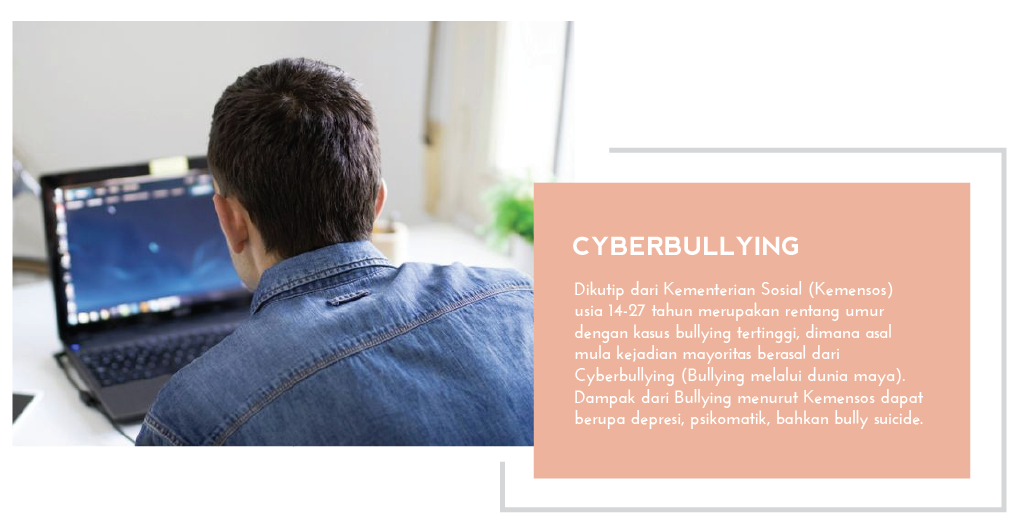 CYBERBULLYING
Dikutip dari Kementerian Sosial (Kemensos)
usia 14-27 tahun merupakan rentang umur
dengan kasus bullying tertinggi, dimana asal
mula kejadian mayoritas berasal dari
Cyberbullying (Bullying melalui dunia maya).
Dampak dari Bullying menurut Kemensos dapat
berupa depresi, psikomatik, bahkan bully suicide.